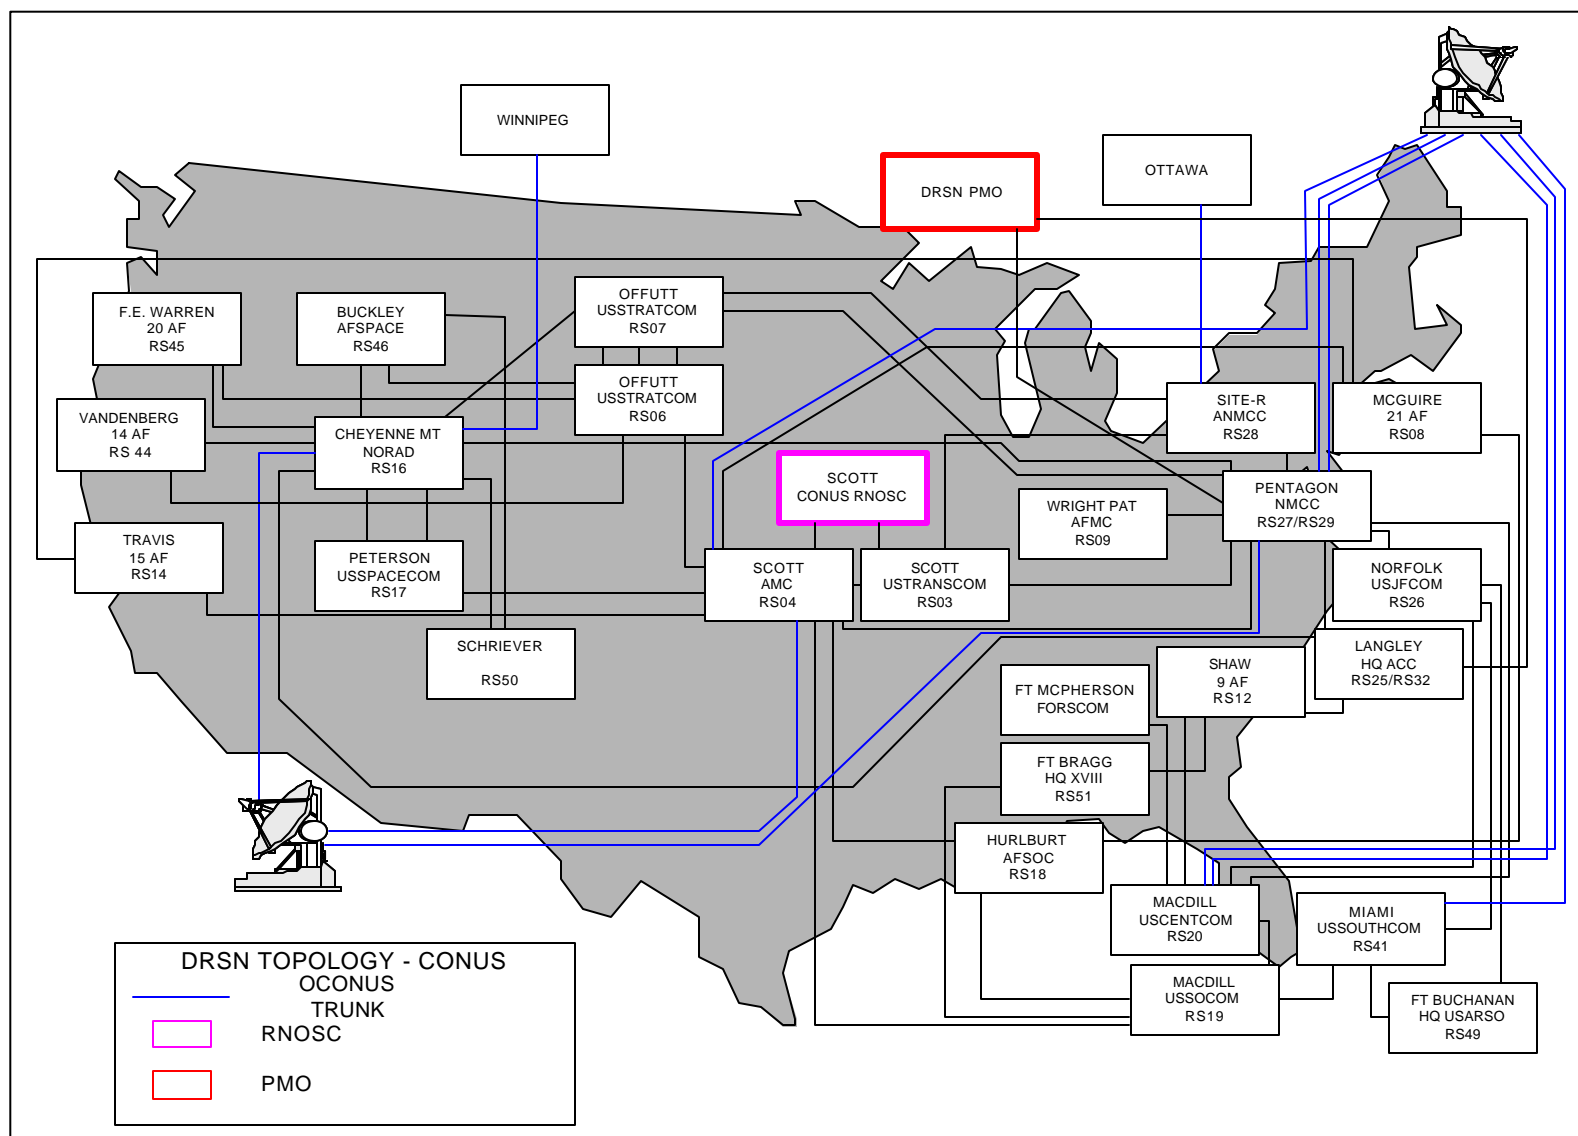 WINNIPEG
DRSN PMO
OTTAWA
F.E. WARREN
20 AF
RS45
BUCKLEY
AFSPACE
RS46
OFFUTT
USSTRATCOM
RS07
OFFUTT
USSTRATCOM
RS06
VANDENBERG
14 AF
RS 44
CHEYENNE MT
NORAD
RS16
SITE-R
ANMCC
RS28
MCGUIRE
21 AF
RS08
SCOTT
CONUS RNOSC
PENTAGON
NMCC
RS27/RS29
WRIGHT PAT
AFMC
RS09
TRAVIS
15 AF
RS14
PETERSON
USSPACECOM
RS17
SCOTT
AMC
RS04
SCOTT
USTRANSCOM
RS03
NORFOLK
USJFCOM
RS26
SCHRIEVER
RS50
LANGLEY
HQ ACC
RS25/RS32
SHAW
9 AF
RS12
FT MCPHERSON
FORSCOM
FT BRAGG
HQ XVIII
RS51
HURLBURT
AFSOC
RS18
MACDILL
USCENTCOM
RS20
MIAMI
USSOUTHCOM
RS41
MACDILL
USSOCOM
RS19
FT BUCHANAN
HQ USARSO
RS49
DRSN TOPOLOGY - CONUS
OCONUS
TRUNK
RNOSC
PMO